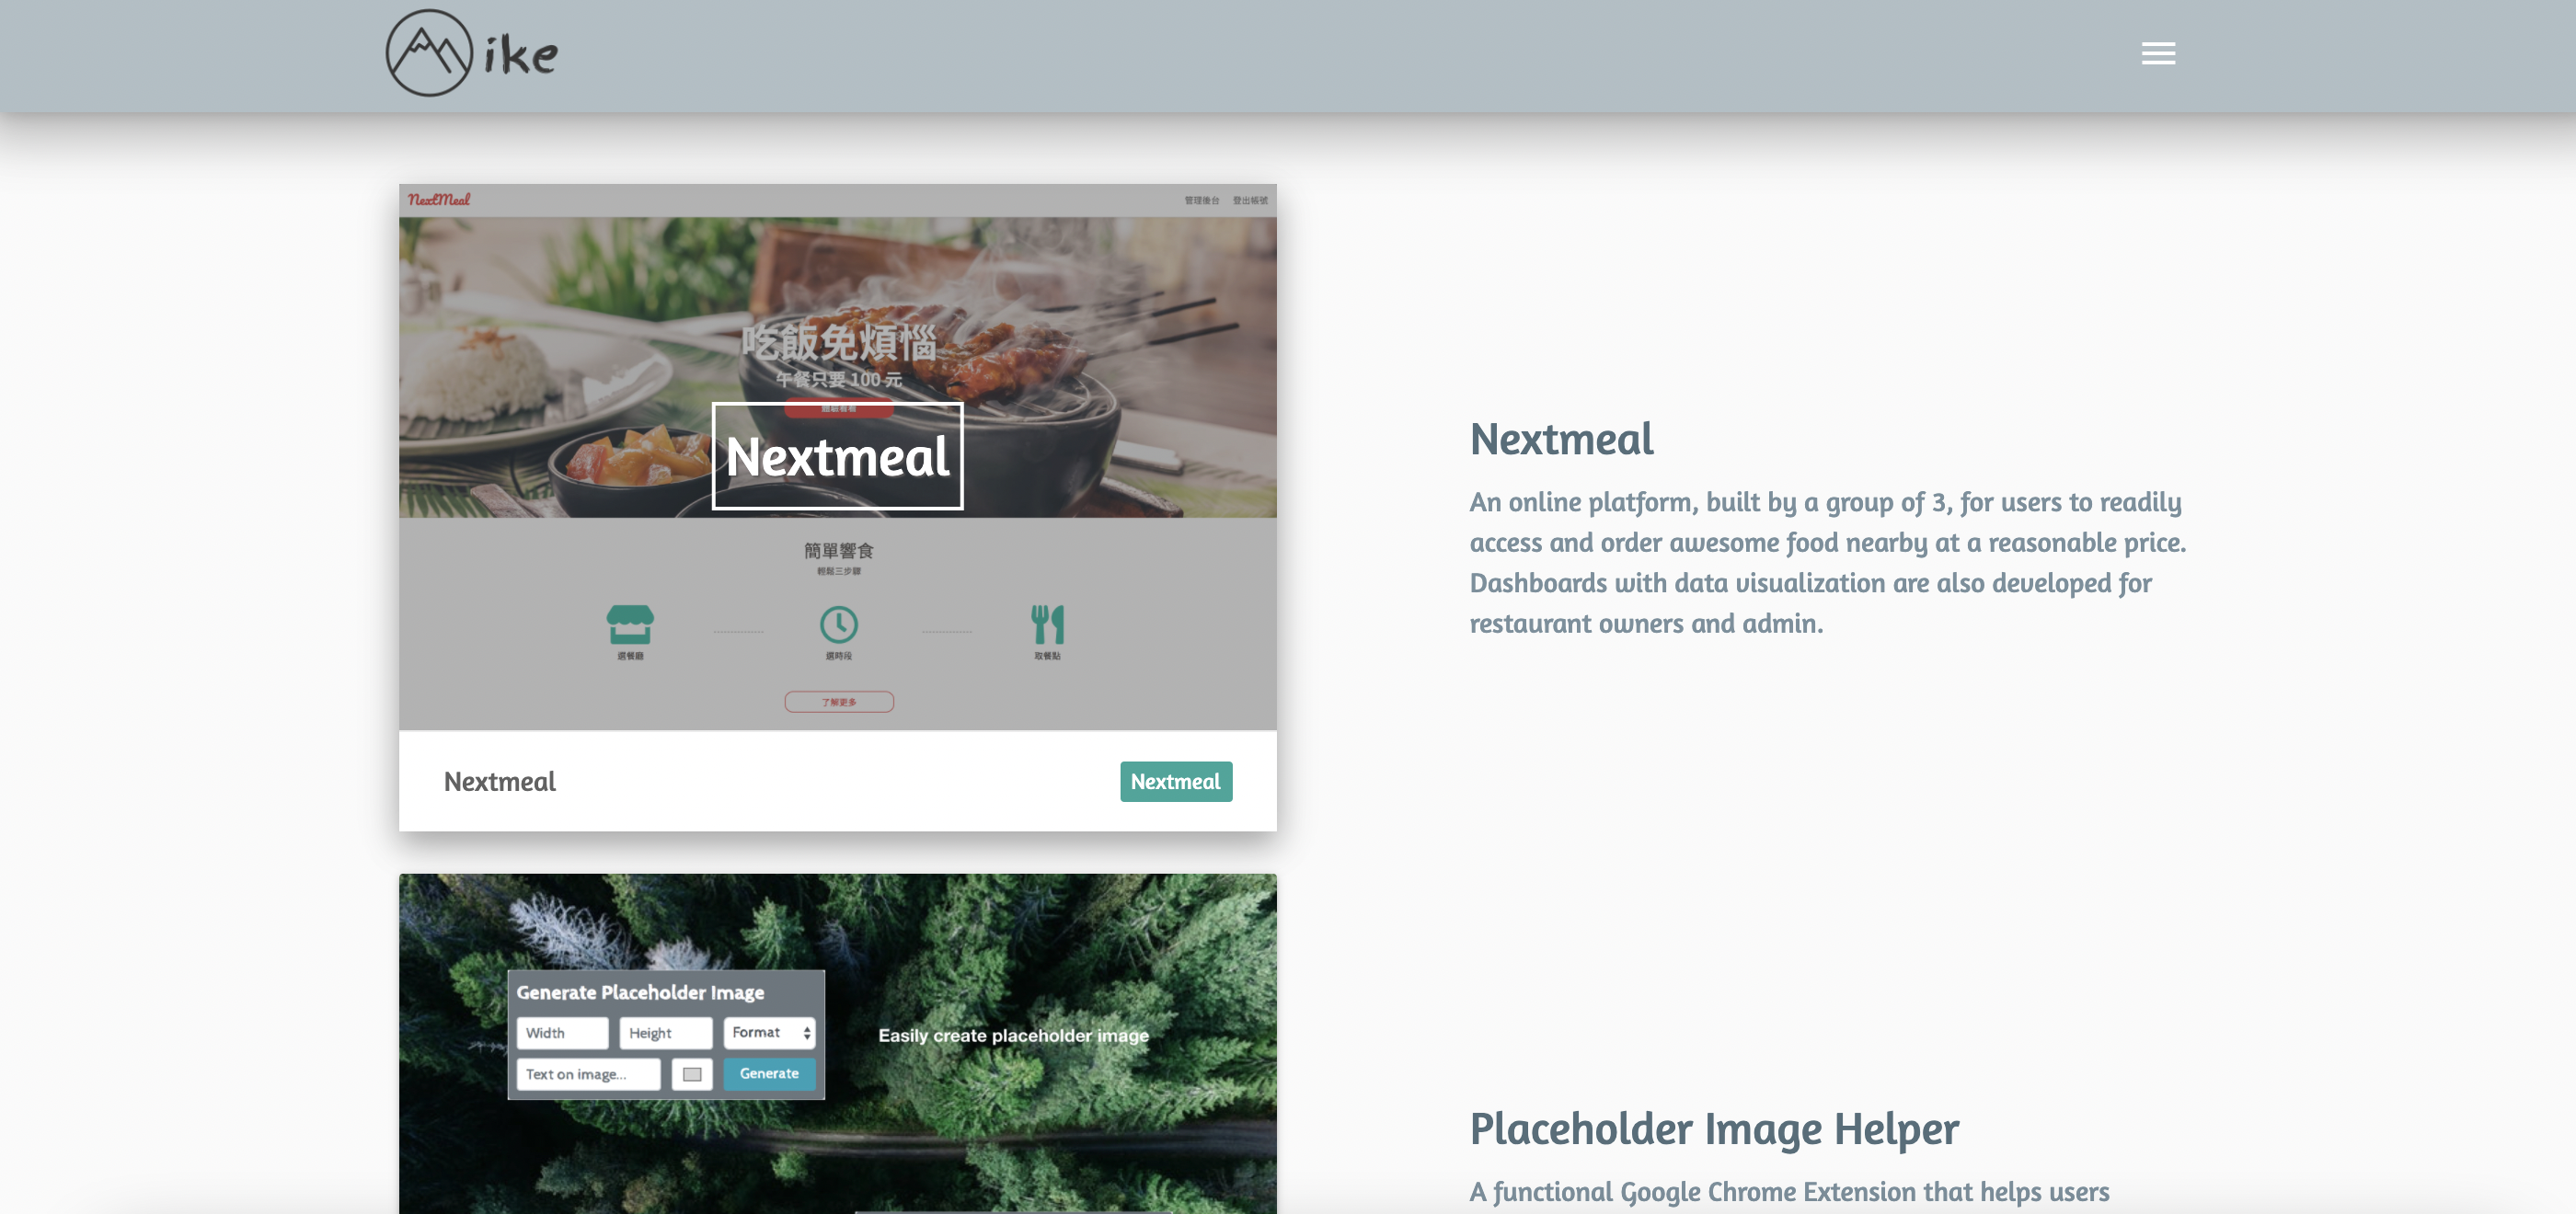 ike
NextMeal
管理後台 登出帳號
吃飯免煩惱
午餐只要 100 元
體驗看看
Nextmeal
簡單響食
輕鬆三步驟
選餐廳
選時段
取餐點
了解更多
Nextmeal
Nextmeal
Nextmeal
An online platform, built by a group of 3, for users to readily
access and order awesome food nearby at a reasonable price.
Dashboards with data visualization are also developed for
restaurant owners and admin.
Generate Placeholder Image
Width
Height
Format
Text on image...
Generate
Easily create placeholder image
Placeholder Image Helper
A functional Google Chrome Extension that helps users